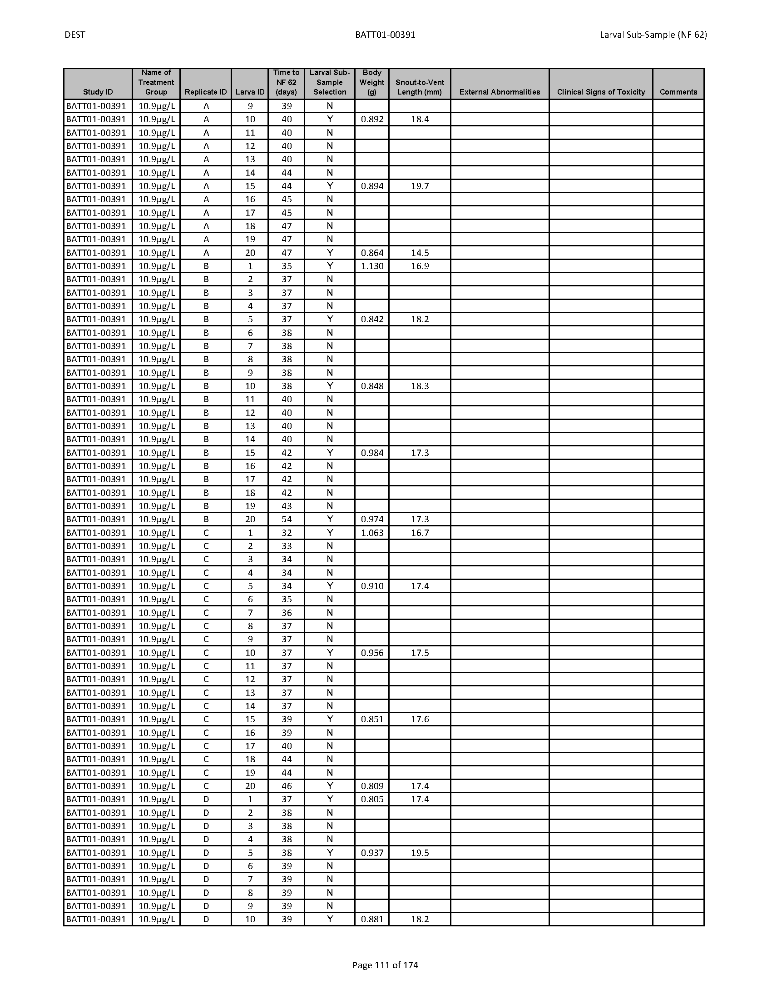 DEST BATT01-00391 Larval Sub-Sample (NF 62)
Study ID Name of Treatment Group Replicate ID Larva ID Time to NF 62 (days) Larval Sub-Sample Selection Body Weight (g) Snout-to-Vent Length (mm) External Abnormalities Clinical Signs of Toxicity Comments
BATT01-00391 10.9µg/L A 9 39 N
BATT01-00391 10.9µg/L A 10 40 Y 0.892 18.4
BATT01-00391 10.9µg/L A 11 40 N
BATT01-00391 10.9µg/L A 12 40 N
BATT01-00391 10.9µg/L A 13 40 N
BATT01-00391 10.9µg/L A 14 44 N
BATT01-00391 10.9µg/L A 15 44 Y 0.894 19.7
BATT01-00391 10.9µg/L A 16 45 N
BATT01-00391 10.9µg/L A 17 45 N
BATT01-00391 10.9µg/L A 18 47 N
BATT01-00391 10.9µg/L A 19 47 N
BATT01-00391 10.9µg/L A 20 47 Y 0.864 14.5
BATT01-00391 10.9µg/L B 1 35 Y 1.130 16.9
BATT01-00391 10.9µg/L B 2 37 N
BATT01-00391 10.9µg/L B 3 37 N
BATT01-00391 10.9µg/L B 4 37 N
BATT01-00391 10.9µg/L B 5 37 Y 0.842 18.2
BATT01-00391 10.9µg/L B 6 38 N
BATT01-00391 10.9µg/L B 7 38 N
BATT01-00391 10.9µg/L B 8 38 N
BATT01-00391 10.9µg/L B 9 38 N
BATT01-00391 10.9µg/L B 10 38 Y 0.848 18.3
BATT01-00391 10.9µg/L B 11 40 N
BATT01-00391 10.9µg/L B 12 40 N
BATT01-00391 10.9µg/L B 13 40 N
BATT01-00391 10.9µg/L B 14 40 N
BATT01-00391 10.9µg/L B 15 42 Y 0.984 17.3
BATT01-00391 10.9µg/L B 16 42 N
BATT01-00391 10.9µg/L B 17 42 N
BATT01-00391 10.9µg/L B 18 42 N
BATT01-00391 10.9µg/L B 19 43 N
BATT01-00391 10.9µg/L B 20 54 Y 0.974 17.3
BATT01-00391 10.9µg/L C 1 32 Y 1.063 16.7
BATT01-00391 10.9µg/L C 2 33 N
BATT01-00391 10.9µg/L C 3 34 N
BATT01-00391 10.9µg/L C 4 34 N
BATT01-00391 10.9µg/L C 5 34 Y 0.910 17.4
BATT01-00391 10.9µg/L C 6 35 N
BATT01-00391 10.9µg/L C 7 36 N
BATT01-00391 10.9µg/L C 8 37 N
BATT01-00391 10.9µg/L C 9 37 N
BATT01-00391 10.9µg/L C 10 37 Y 0.956 17.5
BATT01-00391 10.9µg/L C 11 37 N
BATT01-00391 10.9µg/L C 12 37 N
BATT01-00391 10.9µg/L C 13 37 N
BATT01-00391 10.9µg/L C 14 37 N
BATT01-00391 10.9µg/L C 15 39 Y 0.851 17.6
BATT01-00391 10.9µg/L C 16 39 N
BATT01-00391 10.9µg/L C 17 40 N
BATT01-00391 10.9µg/L C 18 44 N
BATT01-00391 10.9µg/L C 19 44 N
BATT01-00391 10.9µg/L C 20 46 Y 0.809 17.4
BATT01-00391 10.9µg/L D 1 37 Y 0.805 17.4
BATT01-00391 10.9µg/L D 2 38 N
BATT01-00391 10.9µg/L D 3 38 N
BATT01-00391 10.9µg/L D 4 38 N
BATT01-00391 10.9µg/L D 5 38 Y 0.937 19.5
BATT01-00391 10.9µg/L D 6 39 N
BATT01-00391 10.9µg/L D 7 39 N
BATT01-00391 10.9µg/L D 8 39 N
BATT01-00391 10.9µg/L D 9 39 N
BATT01-00391 10.9µg/L D 10 39 Y 0.881 18.2
Page 111 of 174